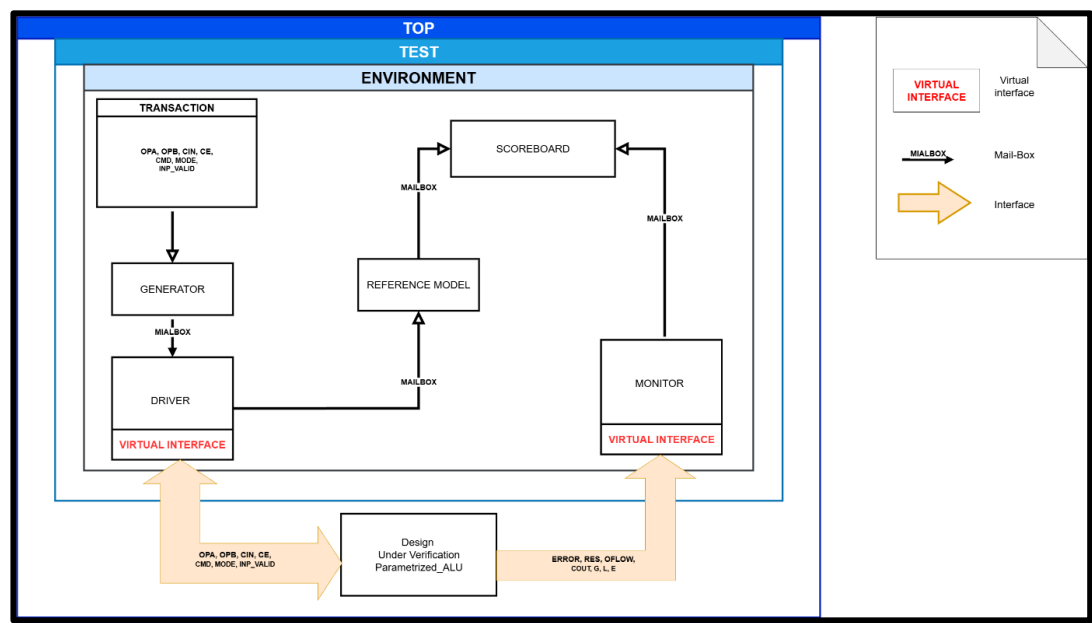 TOP
TEST
ENVIRONMENT
TRANSACTION
OPA, OPB, CIN, CE,
CMD, MODE,
INP_VALID
SCOREBOARD
MAILBOX
MAILBOX
GENERATOR
REFERENCE MODEL
MIALBOX
DRIVER
MAILBOX
MONITOR
VIRTUAL INTERFACE
VIRTUAL INTERFACE
OPA, OPB, CIN, CE,
CMD, MODE, INP_VALID
Design
Under Verification
Parametrized_ALU
ERROR, RES, OFLOW,
COUT, G, L, E
VIRTUAL
INTERFACE
Virtual
interface
MIALBOX
Mail-Box
Interface